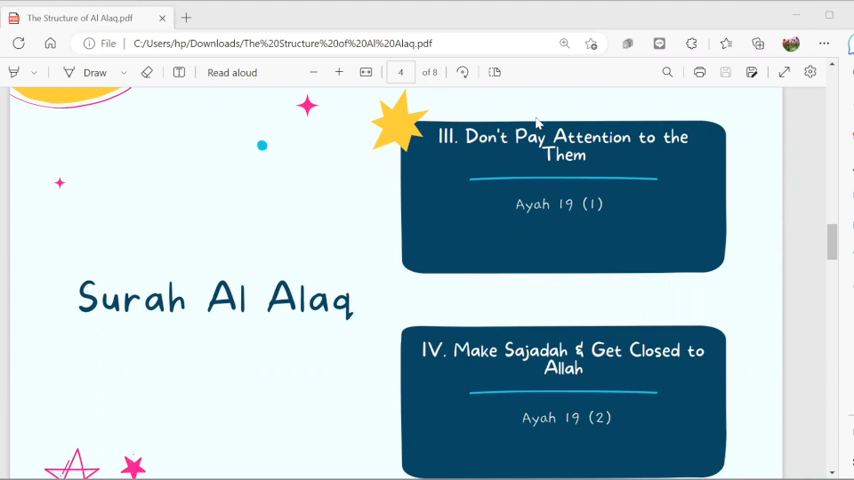 The Structure of Al Alaq.pdf
File
C:/Users/hp/Downloads/The%20Structure%20of%20Al%20Alaq.pdf
Draw
Read aloud
4
of 8
III. Don't Pay Attention to the
Them
Ayah 19 (1)
Surah Al Alaq
IV. Make Sajadah & Get Closed to
Allah
Ayah 19 (2)